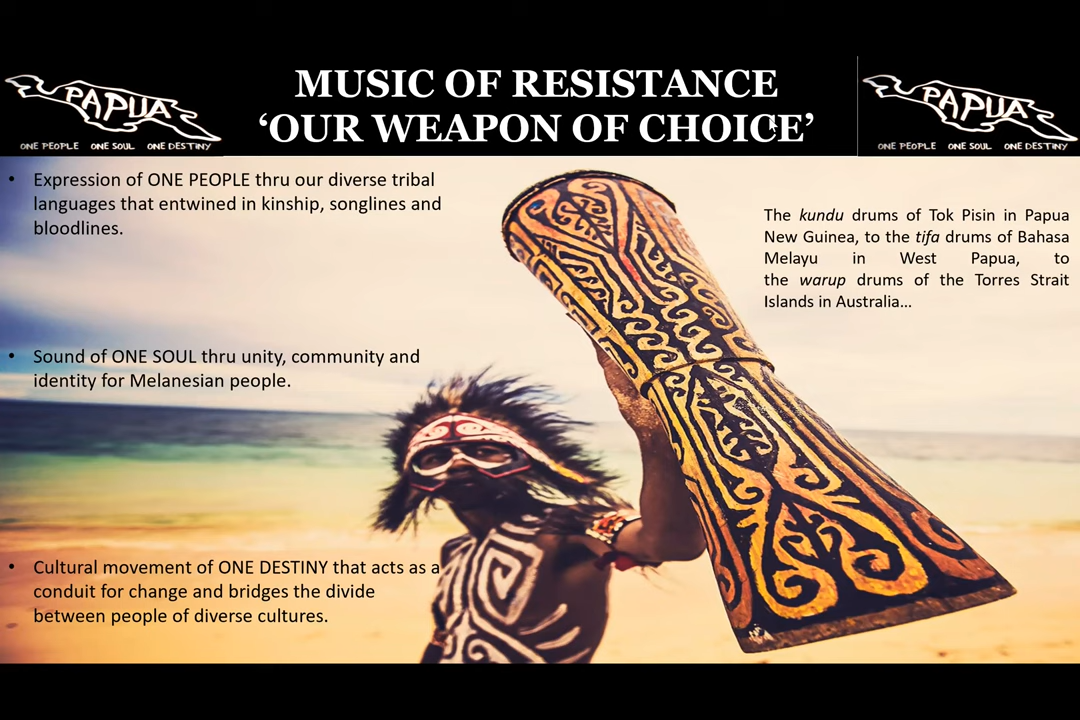 PAPUA
ONE PEOPLE ONE SOUL ONE DESTINY
MUSIC OF RESISTANCE
‘OUR WEAPON OF CHOICE’
PAPUA
ONE PEOPLE ONE SOUL ONE DESTINY
• Expression of ONE PEOPLE thru our diverse tribal
languages that entwined in kinship, songlines and
bloodlines.
• Sound of ONE SOUL thru unity, community and
identity for Melanesian people.
• Cultural movement of ONE DESTINY that acts as a
conduit for change and bridges the divide
between people of diverse cultures.
The kundu drums of Tok Pisin in Papua
New Guinea, to the tifa drums of Bahasa
Melayu in West Papua, to
the warup drums of the Torres Strait
Islands in Australia...